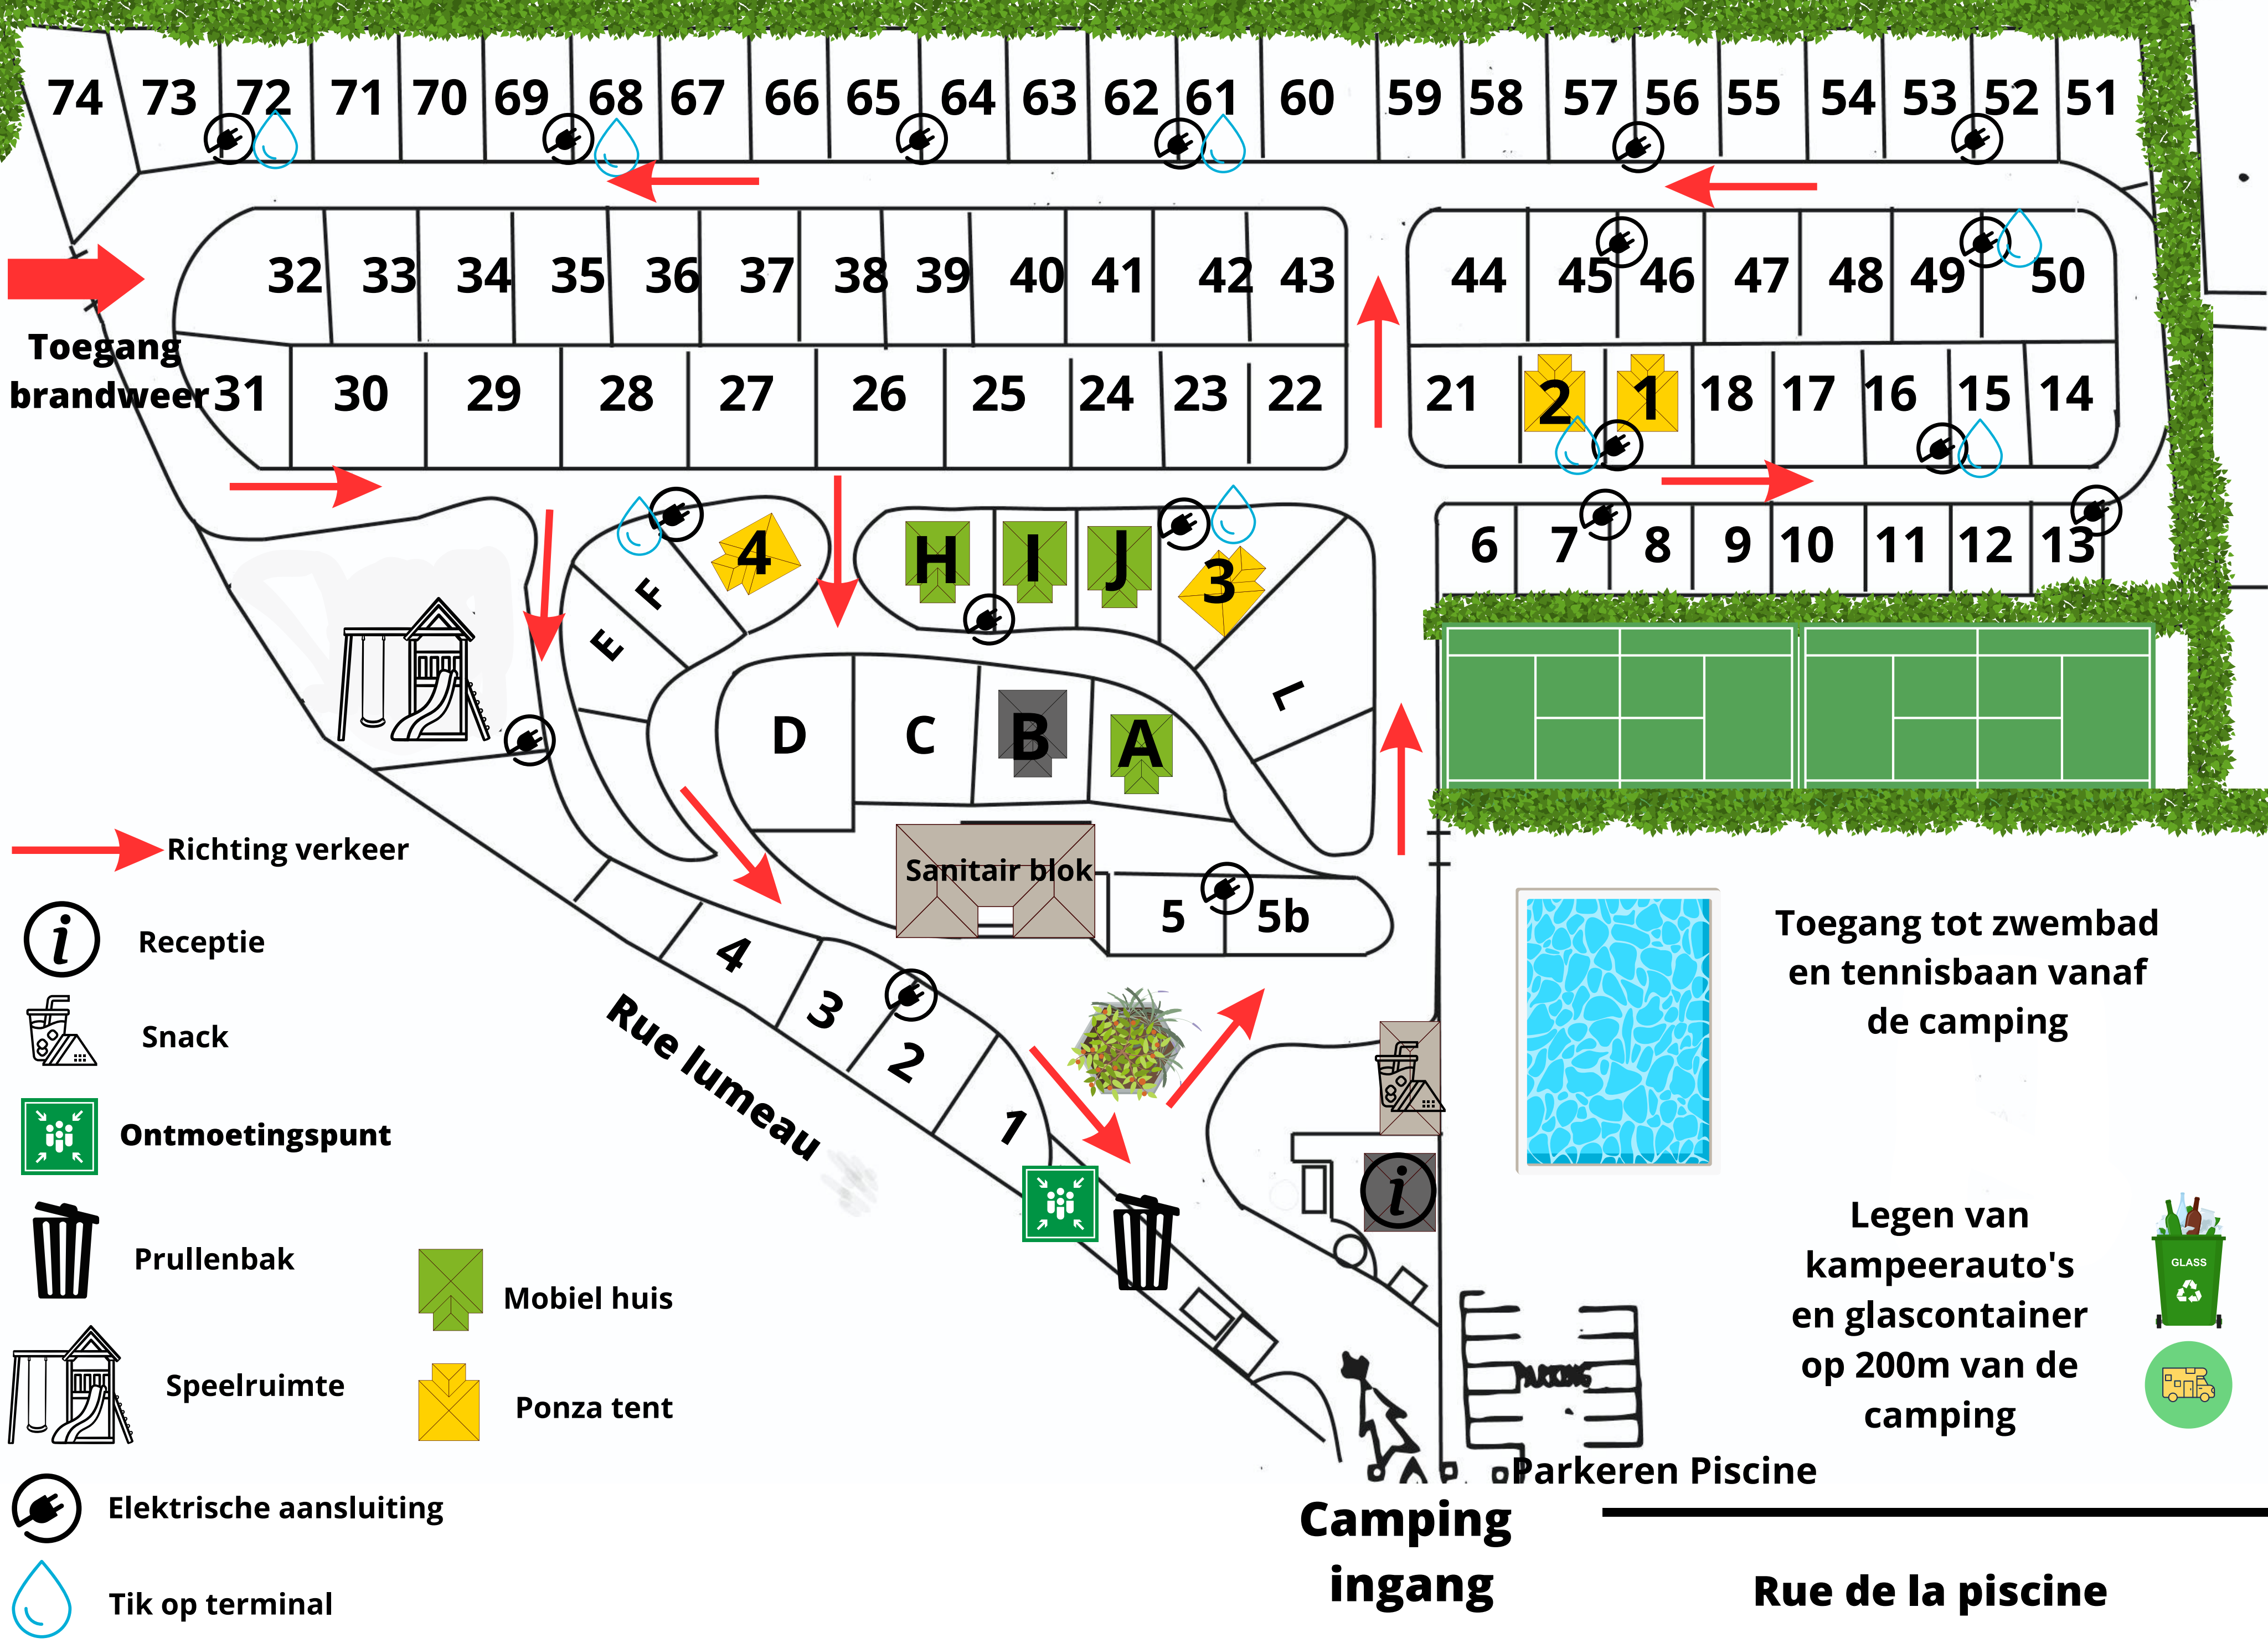 74 73 72 71 70 69 68 67 66 65 64 63 62 61 60 59 58 57 56 55 54 53 52 51
32 33 34 35 36 37 38 39 40 41 42 43 44 45 46 47 48 49 50
Toegang
brandweer
31 30 29 28 27 26 25 24 23 22 21 2 1 18 17 16 15 14
6 7 8 9 10 11 12 13
E F 4 H I J 3 L
D C B A
Sanitair blok
5 5b
4 3 2 1
Rue lumeau
Richting verkeer
i Receptie
Snack
Ontmoetingspunt
Prullenbak
Speelruimte
Elektrische aansluiting
Tik op terminal
Mobiel huis
Ponza tent
i
Toegang tot zwembad
en tennisbaan vanaf
de camping
Legen van
kampeerauto's
en glascontainer
op 200m van de
camping
GLASS
PARKING
Parkeren Piscine
Camping
ingang
Rue de la piscine